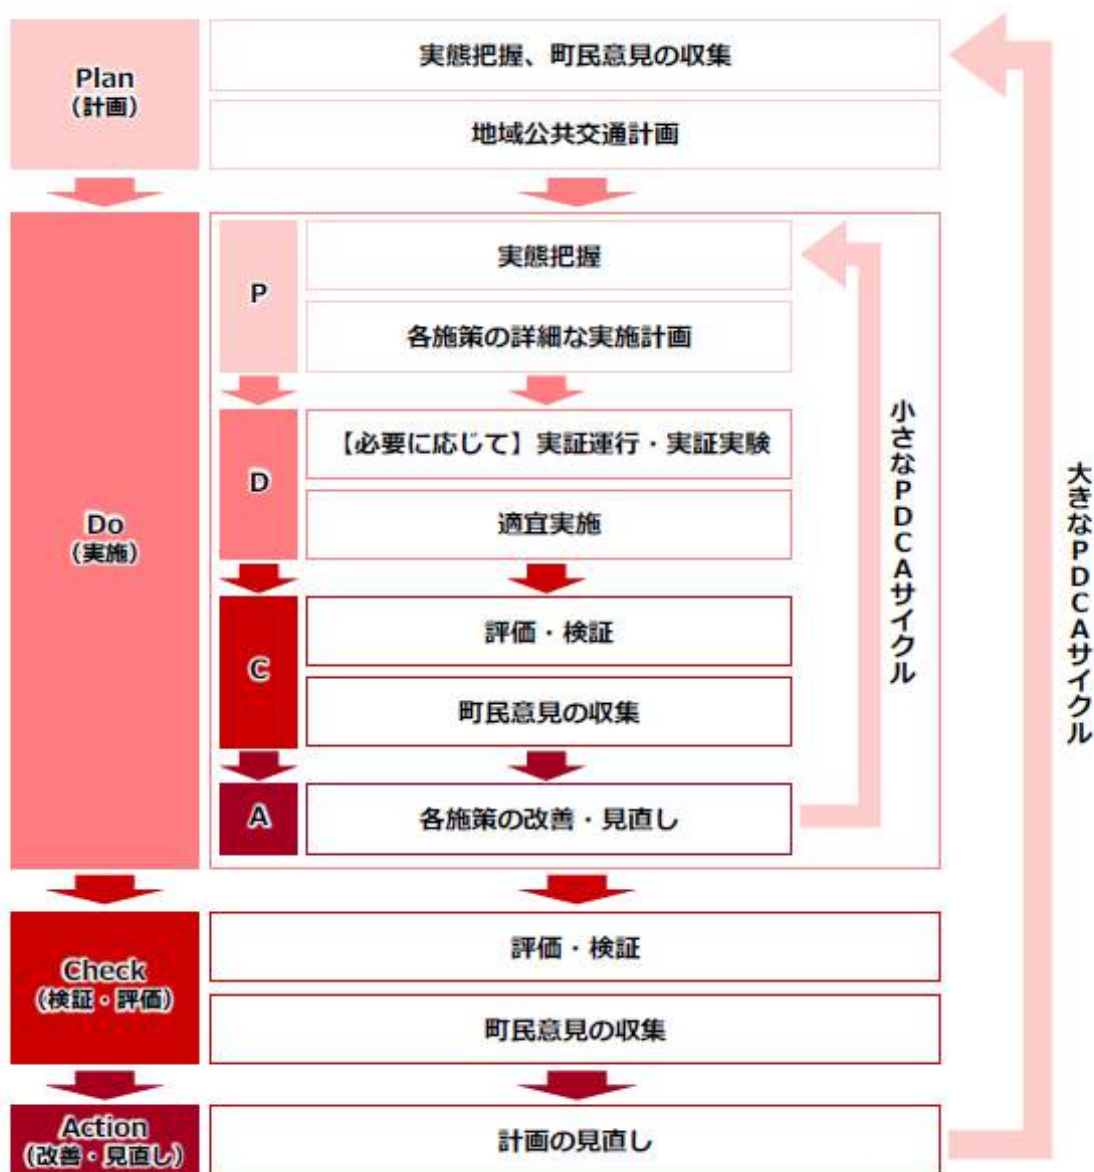 Plan
（計画）
実態把握、町民意見の収集
地域公共交通計画
Do
（実施）
P
実態把握
各施策の詳細な実施計画
D
【必要に応じて】実証運行・実証実験
適宜実施
C
評価・検証
町民意見の収集
A
各施策の改善・見直し
小さなPDCAサイクル
Check
（検証・評価）
評価・検証
町民意見の収集
Action
（改善・見直し）
計画の見直し
大きなPDCAサイクル